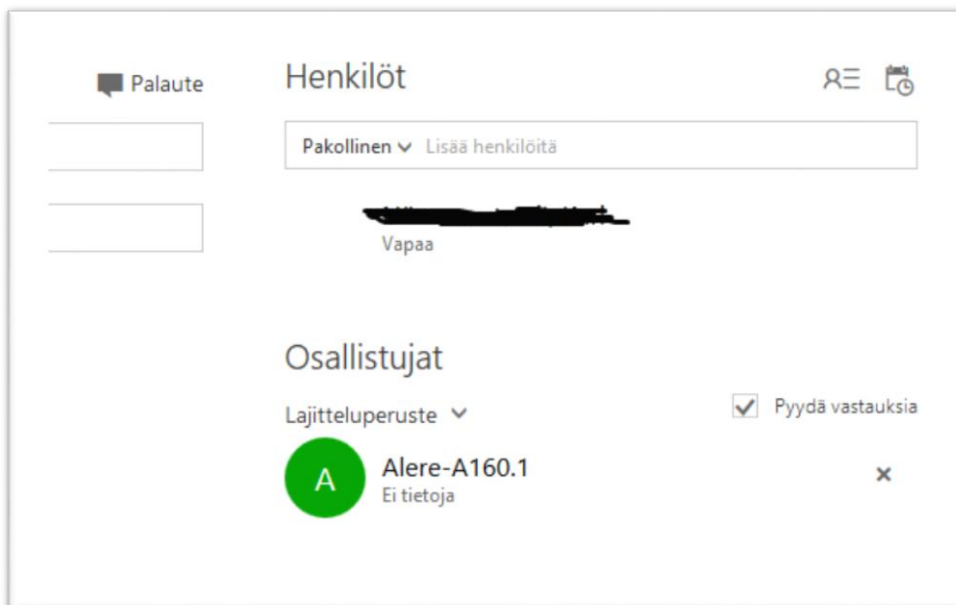 Palaute
Henkilöt
Pakollinen Lisää henkilöitä
Vapaa
Osallistujat
Lajitteluperuste
Pyydä vastauksia
A
Alere-A160.1
Ei tietoja